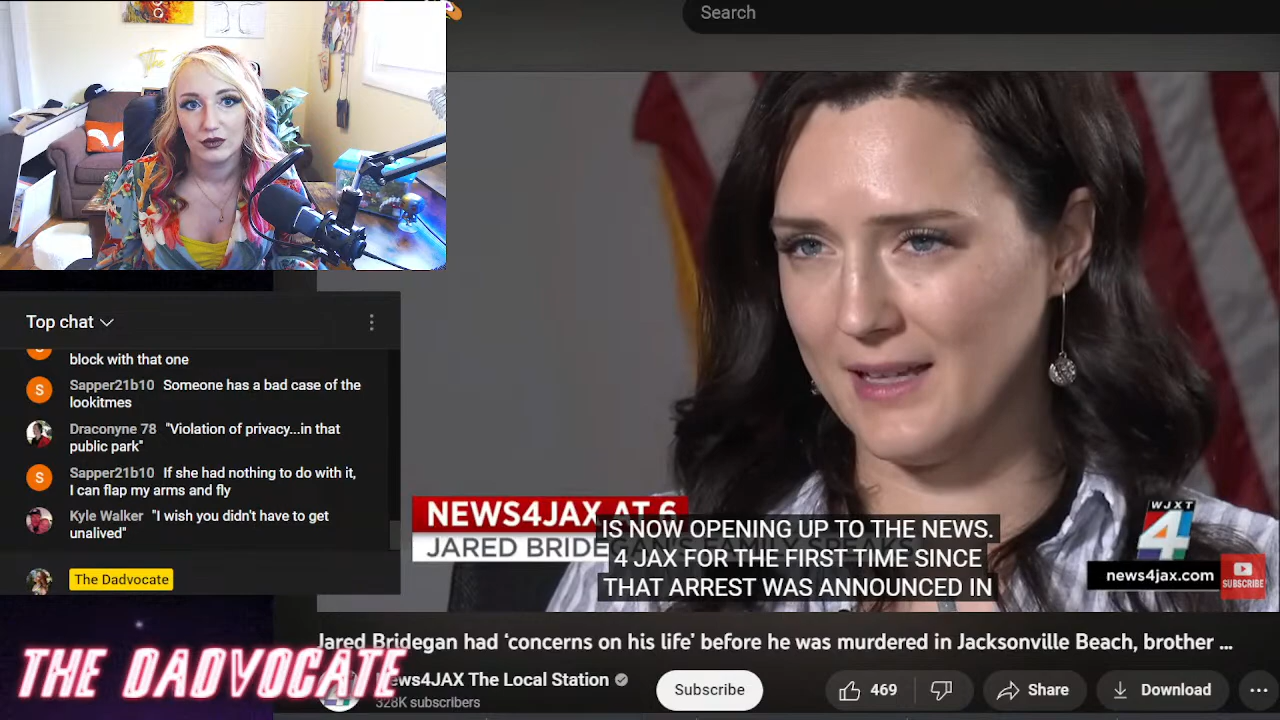 Search
Top chat
block with that one
Sapper21b10 Someone has a bad case of the
lookitmes
Draconyne 78 "Violation of privacy...in that
public park"
Sapper21b10 If she had nothing to do with it,
I can flap my arms and fly
Kyle Walker "I wish you didn't have to get
unalived"
The Dadvocate
THE DADVOCATE
NEWS4JAX AT 6
JARED BRIDE
IS NOW OPENING UP TO THE NEWS.
4 JAX FOR THE FIRST TIME SINCE
THAT ARREST WAS ANNOUNCED IN
WJXT
4
news4jax.com
SUBSCRIBE
Jared Bridegan had 'concerns on his life' before he was murdered in Jacksonville Beach, brother ...
News4JAX The Local Station
328K subscribers
Subscribe
469
Share
Download
S
S